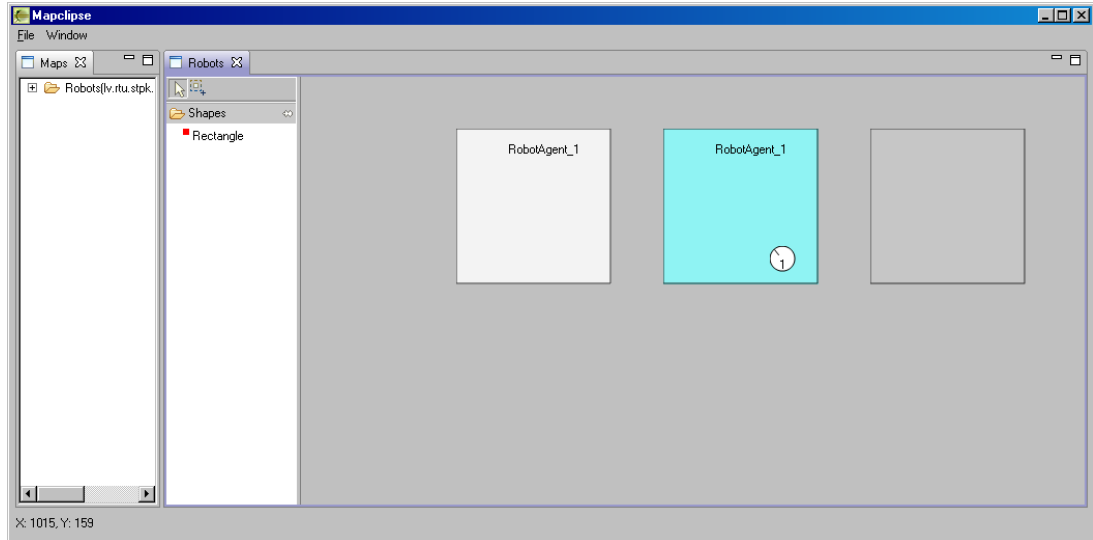 Mapclipse
File Window
Maps
Robots
Robots(lv.rtu.stpk.
Shapes
Rectangle
RobotAgent_1
RobotAgent_1
1
X: 1015, Y: 159